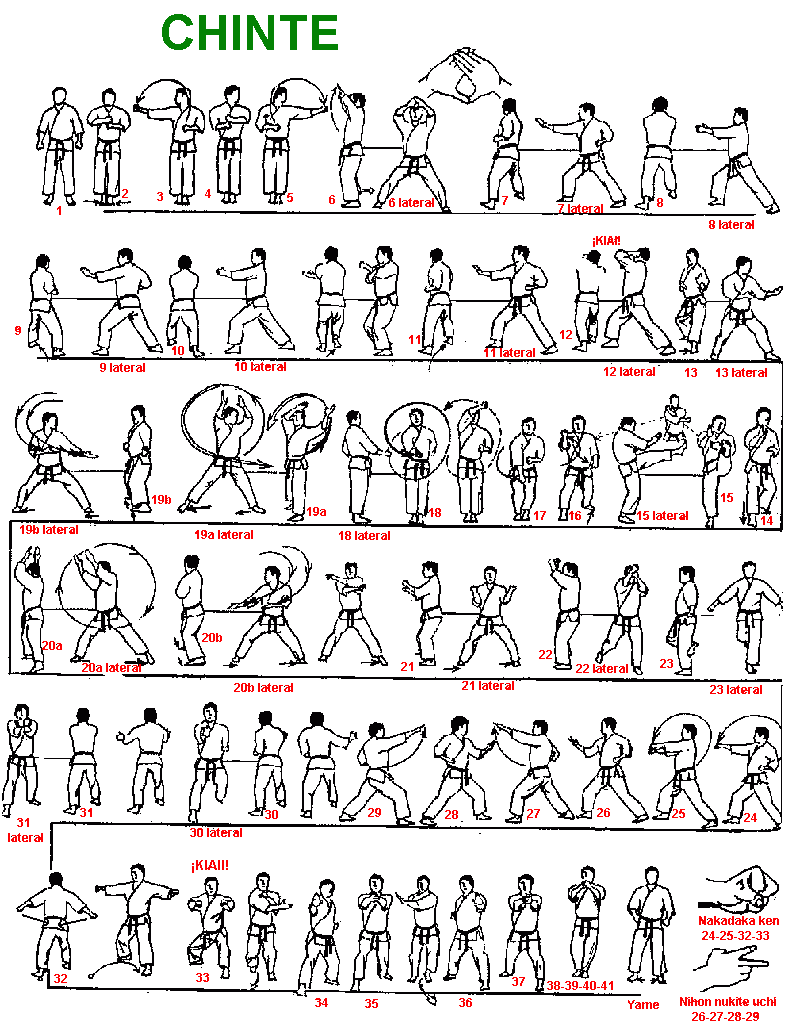 CHINTE
1 2 3 4 5 6 6 lateral 7 7 lateral 8 8 lateral
¡KIAI!
9 9 lateral 10 10 lateral 11 11 lateral 12 12 lateral 13 13 lateral
19b lateral 19b 19a lateral 19a 18 lateral 18 17 16 15 lateral 15 14
20a 20a lateral 20b 20b lateral 21 21 lateral 22 22 lateral 23 23 lateral
31 lateral 31 30 lateral 30 29 28 27 26 25 24
¡KIAI!
32 33 34 35 36 37 38-39-40-41 Yame
Nakadaka ken
24-25-32-33
Nihon nukite uchi
26-27-28-29